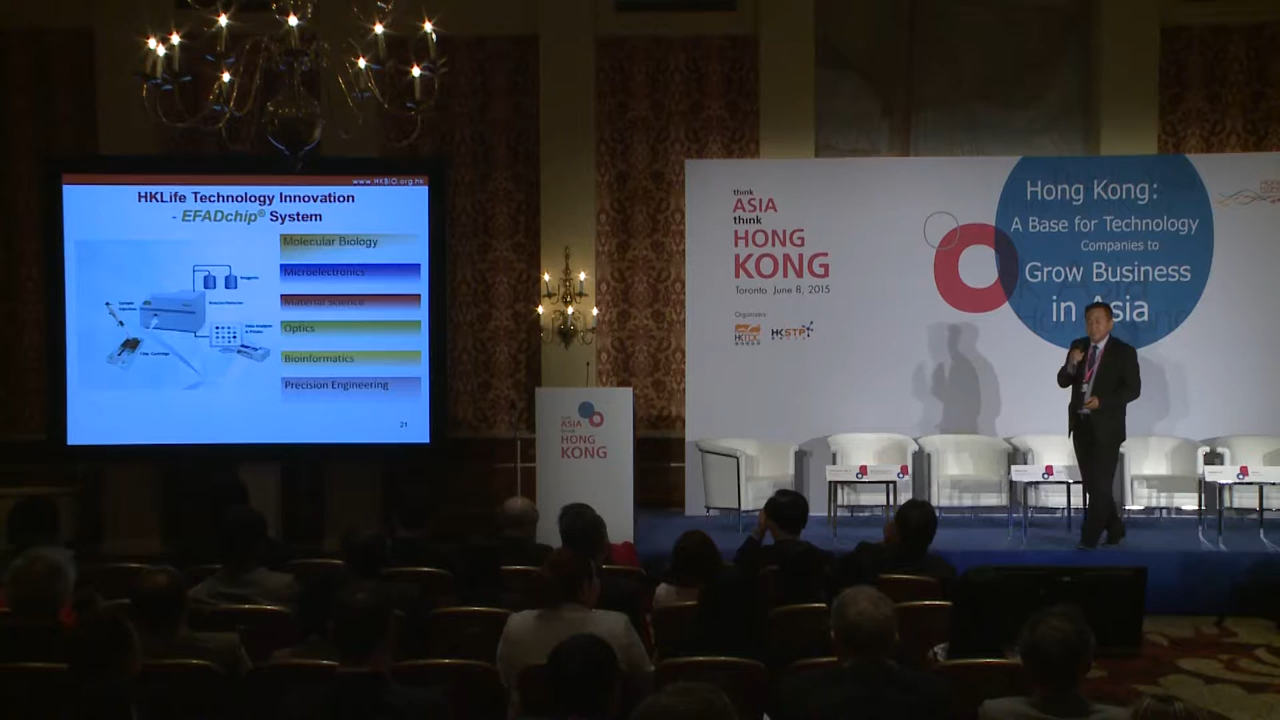 www.HKBIO.org.hk
HKLife Technology Innovation
- EFADchip® System
Molecular Biology
Microelectronics
Material Science
Optics
Bioinformatics
Precision Engineering
21
think
ASIA
think
HONG
KONG
Toronto June 8, 2015
Organisers
HKTDC
HKSTP
Hong Kong:
A Base for Technology
Companies to
Grow Business
in Asia
ASIA
HONG
KONG